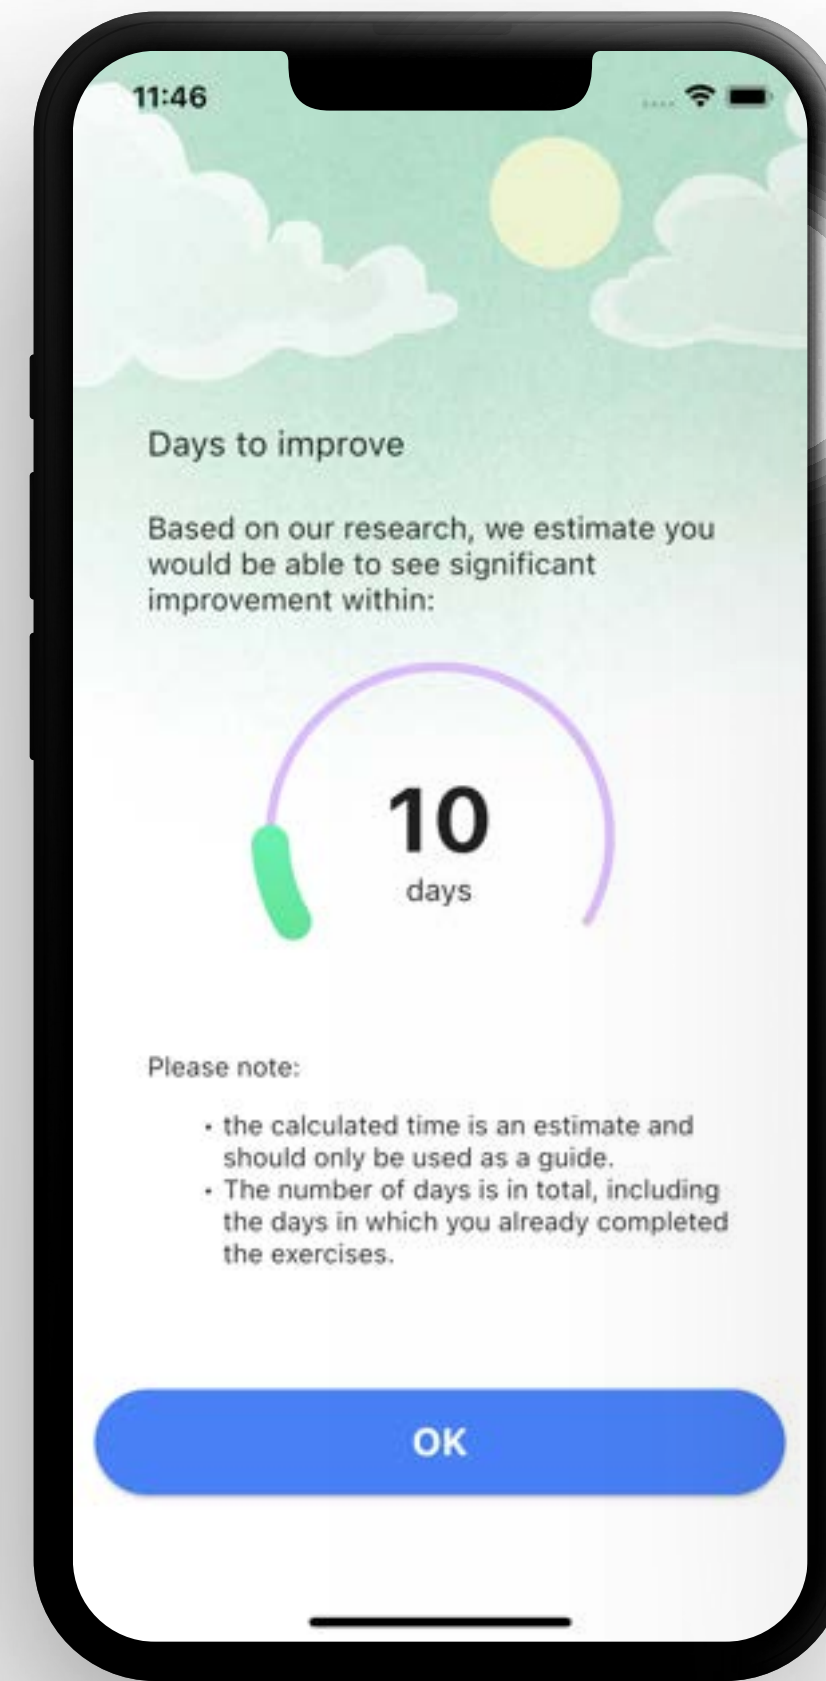 11:46
Days to improve
Based on our research, we estimate you
would be able to see significant
improvement within:
10
days
Please note:
• the calculated time is an estimate and
should only be used as a guide.
• The number of days is in total, including
the days in which you already completed
the exercises.
OK